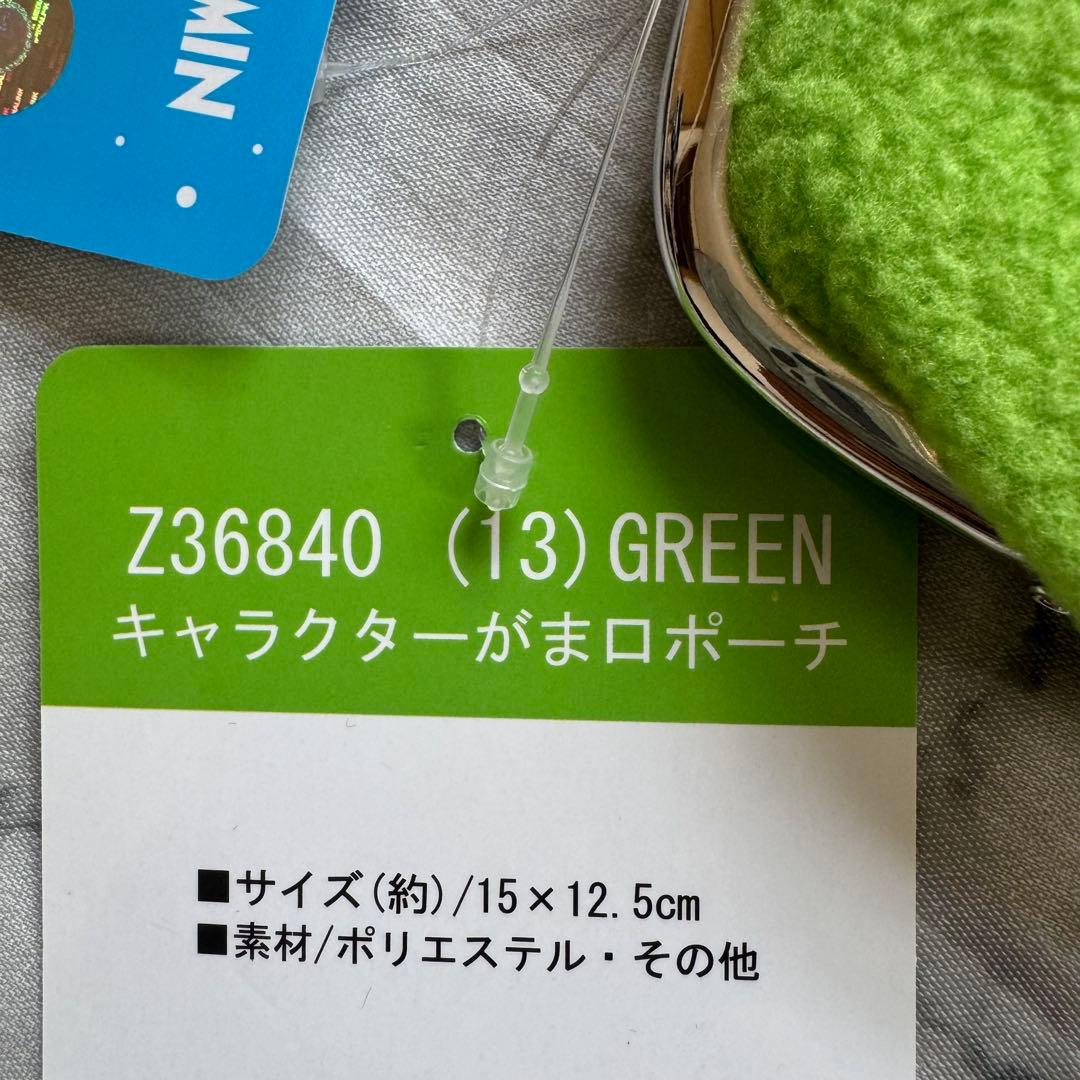 MIN
Z36840 (13)GREEN
キャラクターがま口ポーチ
■サイズ(約)/15×12.5cm
■素材/ポリエステル・その他